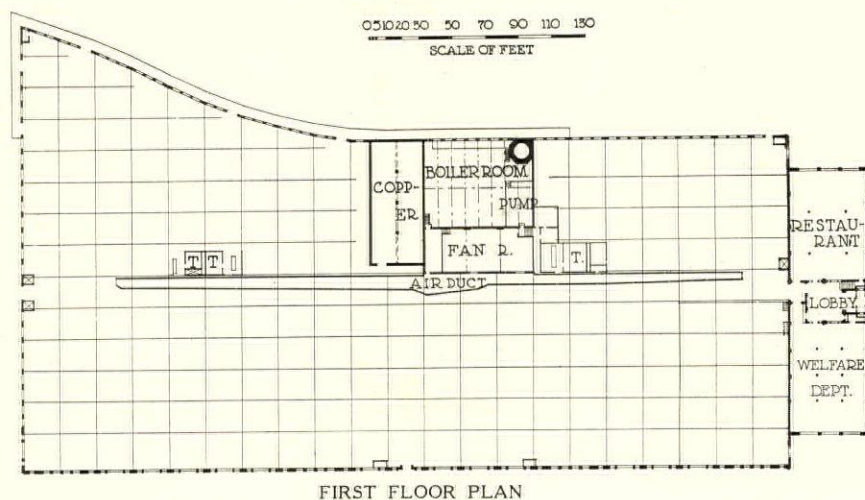 0 5 10 20 30 50 70 90 110 130
SCALE OF FEET
BOILER ROOM
COPP-
ER
PUMP
FAN R.
RESTAU-
RANT
T T
T.
AIR DUCT
LOBBY
WELFARE
DEPT.
FIRST FLOOR PLAN